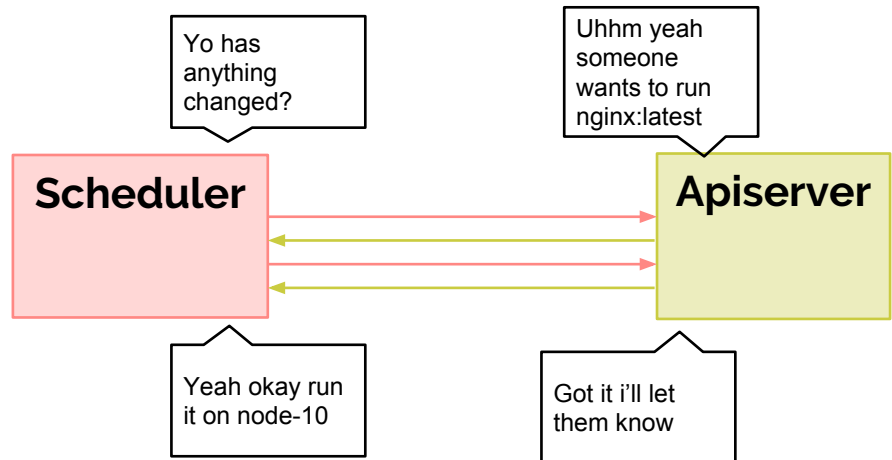 Yo has
anything
changed?
Uhhm yeah
someone
wants to run
nginx:latest
Scheduler
Apiserver
Yeah okay run
it on node-10
Got it i'll let
them know